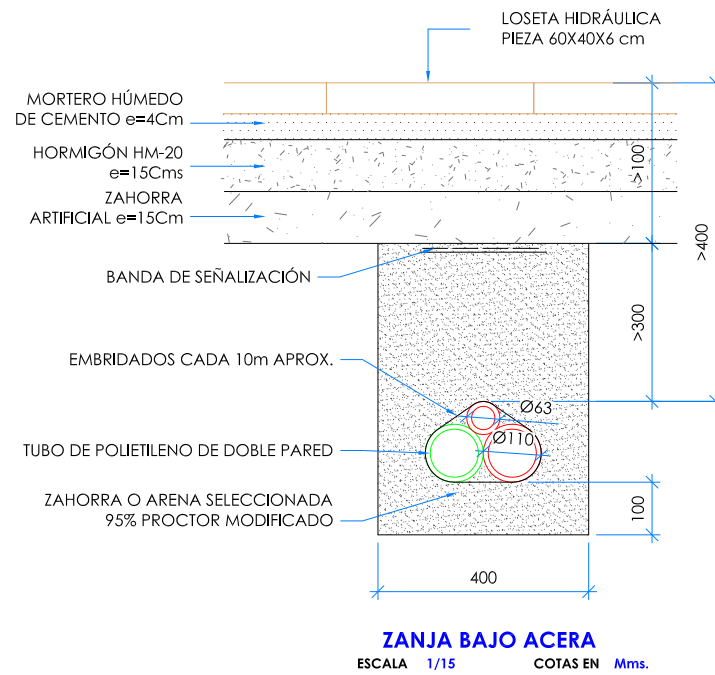 LOSETA HIDRÁULICA
PIEZA 60X40X6 cm
MORTERO HÚMEDO
DE CEMENTO e=4Cm
HORMIGÓN HM-20
e=15Cms
ZAHORRA
ARTIFICIAL e=15Cm
>100
>400
BANDA DE SEÑALIZACIÓN
>300
EMBRIDADOS CADA 10m APROX.
Ø63
Ø110
TUBO DE POLIETILENO DE DOBLE PARED
ZAHORRA O ARENA SELECCIONADA
95% PROCTOR MODIFICADO
100
400
ZANJA BAJO ACERA
ESCALA 1/15 COTAS EN Mms.